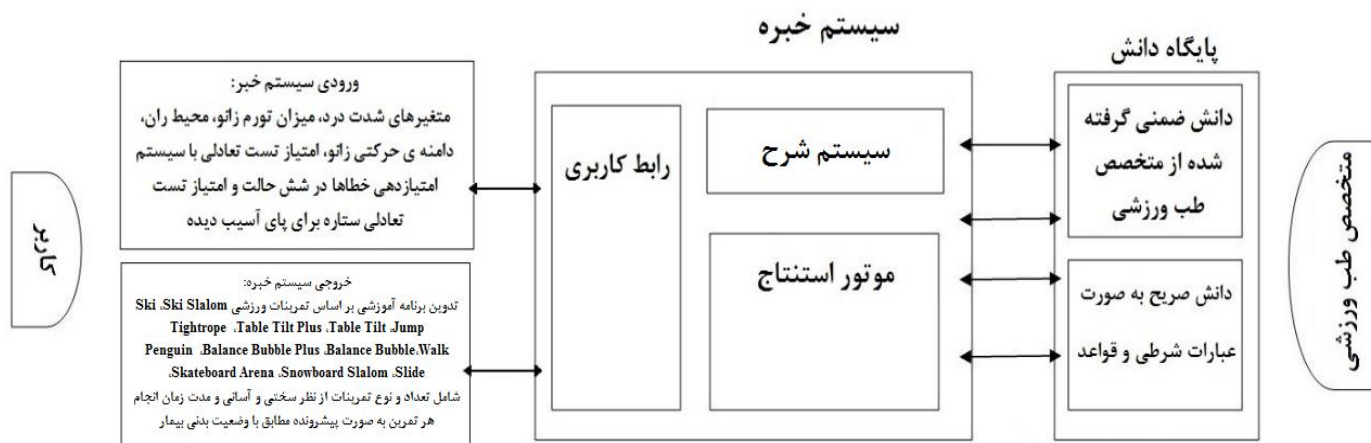 سیستم خبره
پایگاه دانش
متخصص طب ورزشی
دانش ضمنی گرفته
شده از متخصص
طب ورزشی
دانش صریح به صورت
عبارات شرطی و قواعد
سیستم شرح
موتور استنتاج
رابط کاربری
ورودی سیستم خبر:
متغیرهای شدت درد، میزان تورم زانو، محیط ران،
دامنه ی حرکتی زانو، امتیاز تست تعادلی با سیستم
امتیازدهی خطاها در شش حالت و امتیاز تست
تعادلی ستاره برای پای آسیب دیده
خروجی سیستم خبره:
تدوین برنامه آموزشی بر اساس تمرینات ورزشی Ski ،Ski Slalom
Tightrope ،Table Tilt Plus ،Table Tilt ،Jump
Penguin ،Balance Bubble Plus ،Balance Bubble،Walk
،Skateboard Arena ،Snowboard Slalom ،Slide
شامل تعداد و نوع تمرینات از نظر سختی و آسانی و مدت زمان انجام
هر تمرین به صورت پیشرونده مطابق با وضعیت بدنی بیمار
کاربر